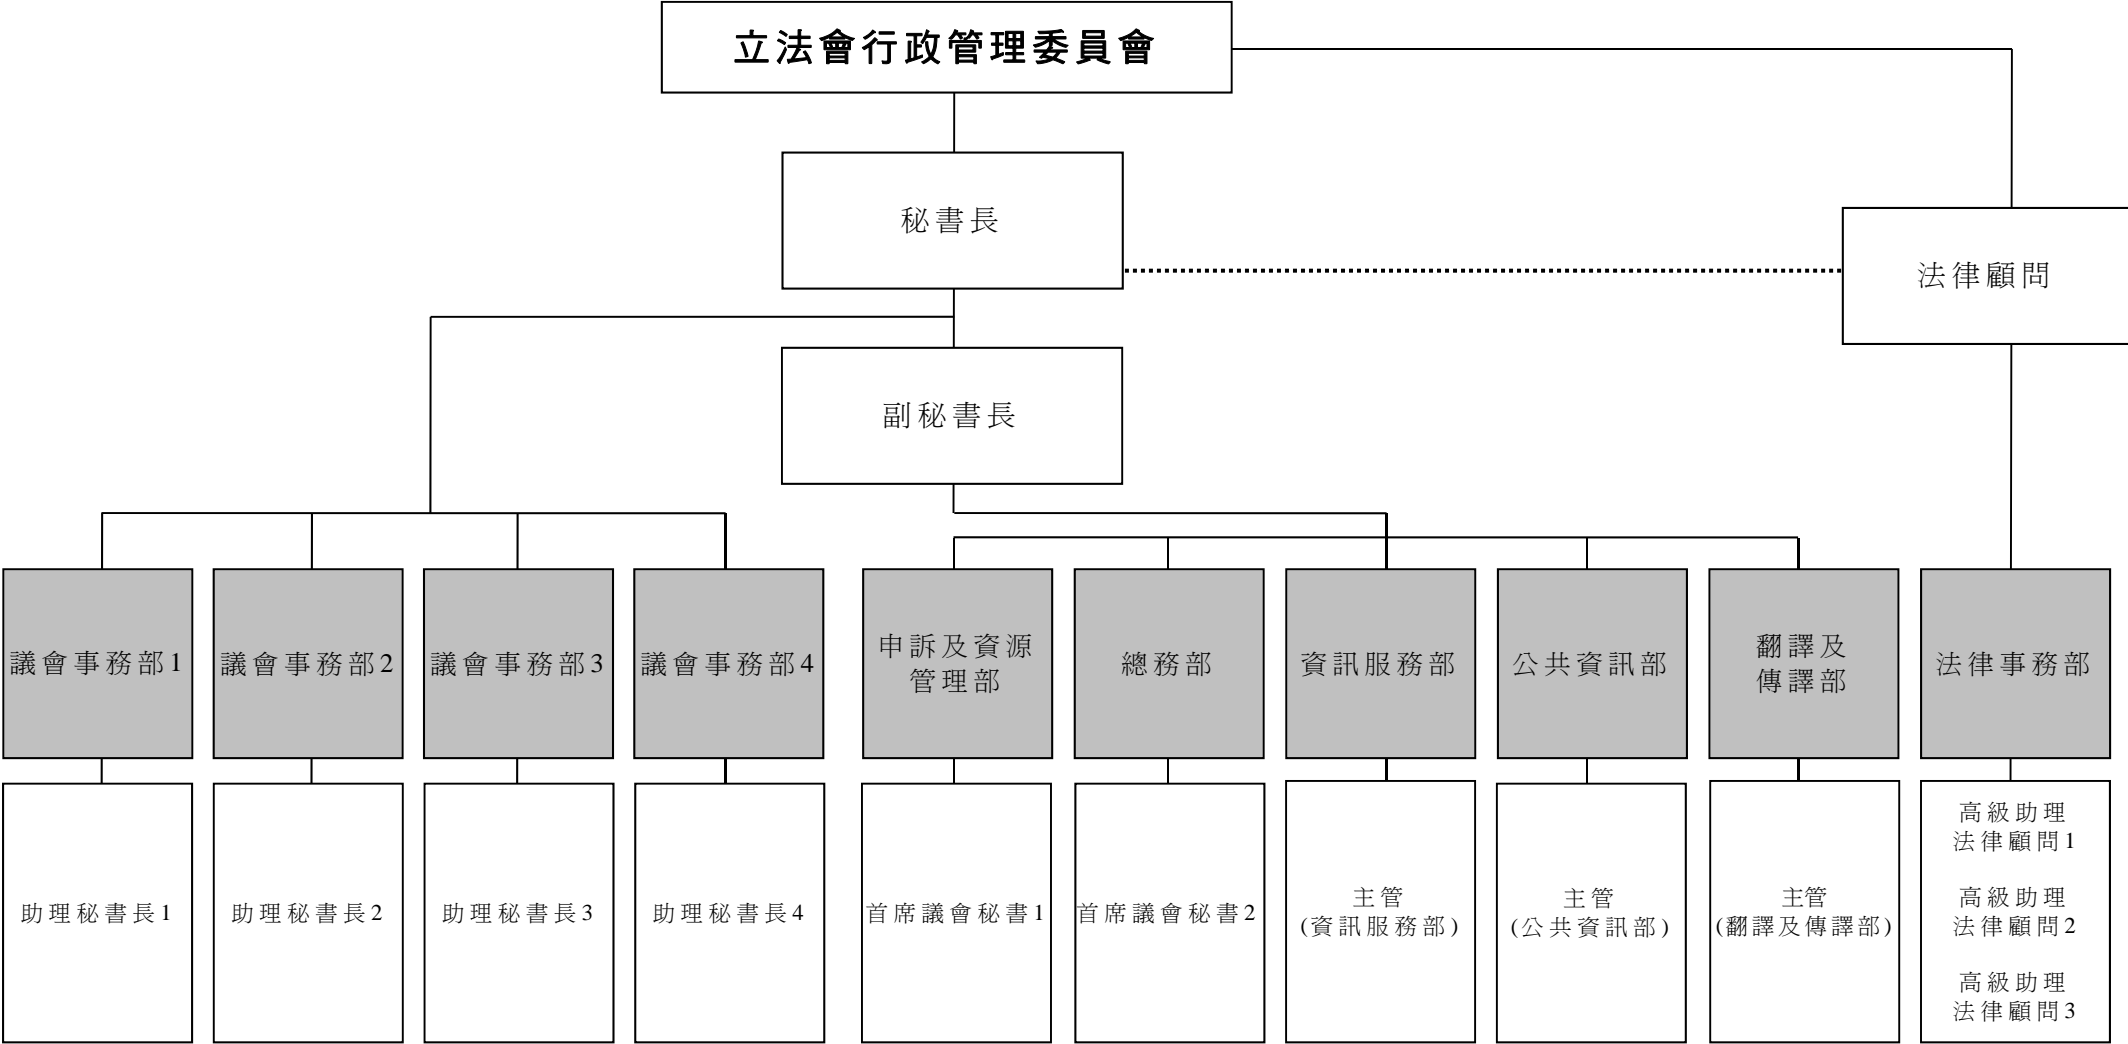 立法會行政管理委員會
秘書長
法律顧問
副秘書長
議會事務部1
議會事務部2
議會事務部3
議會事務部4
申訴及資源
管理部
總務部
資訊服務部
公共資訊部
翻譯及
傳譯部
法律事務部
助理秘書長1
助理秘書長2
助理秘書長3
助理秘書長4
首席議會秘書1
首席議會秘書2
主管
(資訊服務部)
主管
(公共資訊部)
主管
(翻譯及傳譯部)
高級助理
法律顧問1
高級助理
法律顧問2
高級助理
法律顧問3